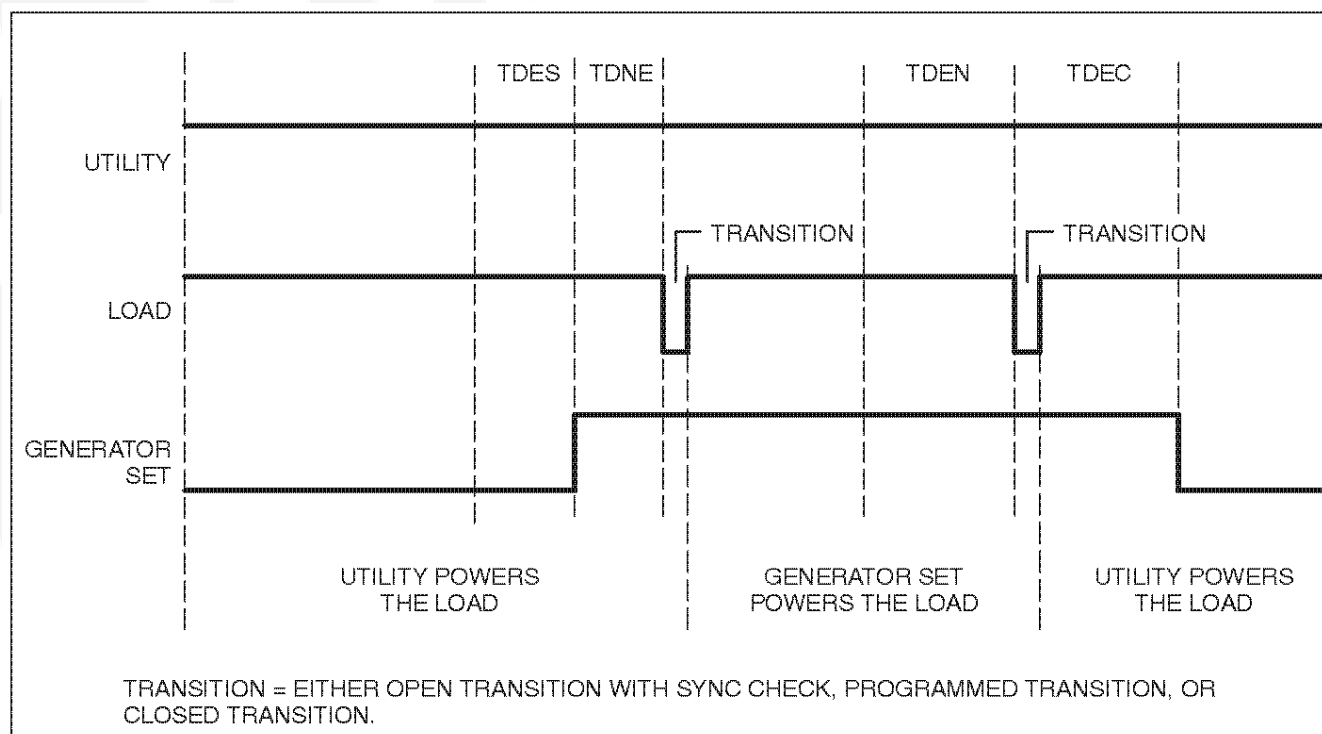 TDES TDNE TDEN TDEC
UTILITY
TRANSITION TRANSITION
LOAD
GENERATOR
SET
UTILITY POWERS
THE LOAD
GENERATOR SET
POWERS THE LOAD
UTILITY POWERS
THE LOAD
TRANSITION = EITHER OPEN TRANSITION WITH SYNC CHECK, PROGRAMMED TRANSITION, OR
CLOSED TRANSITION.